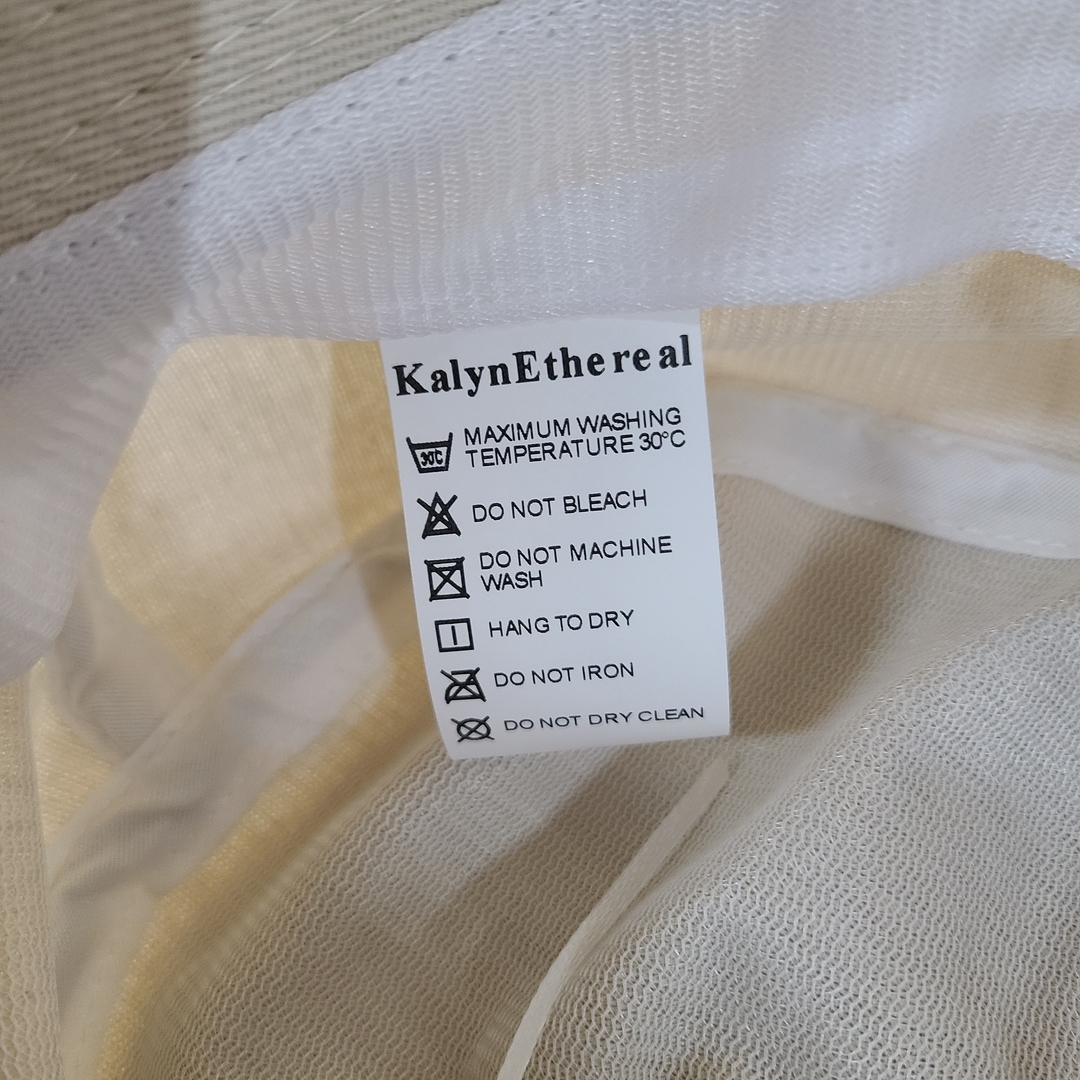 KalynEthereal
MAXIMUM WASHING
30C TEMPERATURE 30°C
DO NOT BLEACH
DO NOT MACHINE
WASH
HANG TO DRY
DO NOT IRON
DO NOT DRY CLEAN